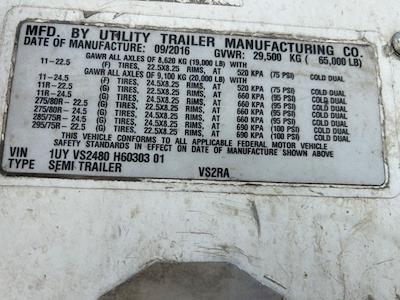 MFD. BY UTILITY TRAILER MANUFACTURING CO.
DATE OF MANUFACTURE: 09/2016 GVWR: 29,500 KG ( 65,000 LB)
GAWR ALL AXLES OF 8,620 KG (19,000 LB) WITH
11-22.5 (F) TIRES, 22.5X8.25 RIMS, AT 520 KPA (75 PSI) COLD DUAL
GAWR ALL AXLES OF 9,100 KG (20,000 LB) WITH
11-24.5 (F) TIRES, 24.5X8.25 RIMS, AT 520 KPA (75 PSI) COLD DUAL
11R-22.5 (G) TIRES, 22.5X8.25 RIMS, AT 660 KPA (95 PSI) COLD DUAL
11R-24.5 (G) TIRES, 24.5X8.25 RIMS, AT 660 KPA (95 PSI) COLD DUAL
275/80R-22.5 (G) TIRES, 22.5X8.25 RIMS, AT 660 KPA (95 PSI) COLD DUAL
275/80R-24.5 (G) TIRES, 24.5X8.25 RIMS, AT 660 KPA (95 PSI) COLD DUAL
285/75R-24.5 (G) TIRES, 24.5X8.25 RIMS, AT 690 KPA (100 PSI) COLD DUAL
295/75R-22.5 (G) TIRES, 22.5X8.25 RIMS, AT 690 KPA (100 PSI) COLD DUAL
THIS VEHICLE CONFORMS TO ALL APPLICABLE FEDERAL MOTOR VEHICLE
SAFETY STANDARDS IN EFFECT ON DATE OF MANUFACTURE SHOWN ABOVE
VIN 1UY VS2480 H60303 01
TYPE SEMI TRAILER VS2RA